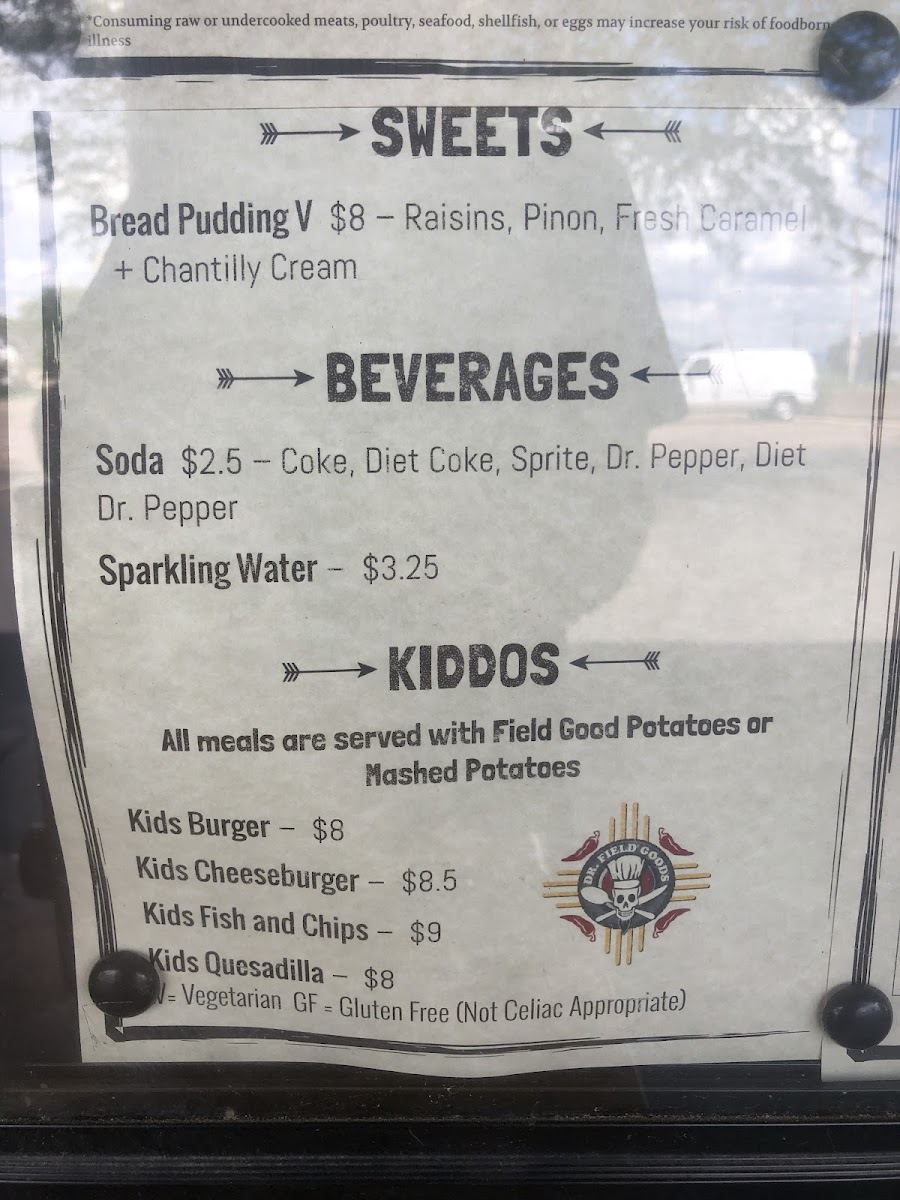 *Consuming raw or undercooked meats, poultry, seafood, shellfish, or eggs may increase your risk of foodborn
illness
SWEETS
Bread Pudding V $8 – Raisins, Pinon, Fresh Caramel
+ Chantilly Cream
BEVERAGES
Soda $2.5 – Coke, Diet Coke, Sprite, Dr. Pepper, Diet
Dr. Pepper
Sparkling Water – $3.25
KIDDOS
All meals are served with Field Good Potatoes or
Mashed Potatoes
Kids Burger – $8
Kids Cheeseburger – $8.5
Kids Fish and Chips – $9
Kids Quesadilla – $8
V= Vegetarian GF = Gluten Free (Not Celiac Appropriate)
DR. FIELD GOODS